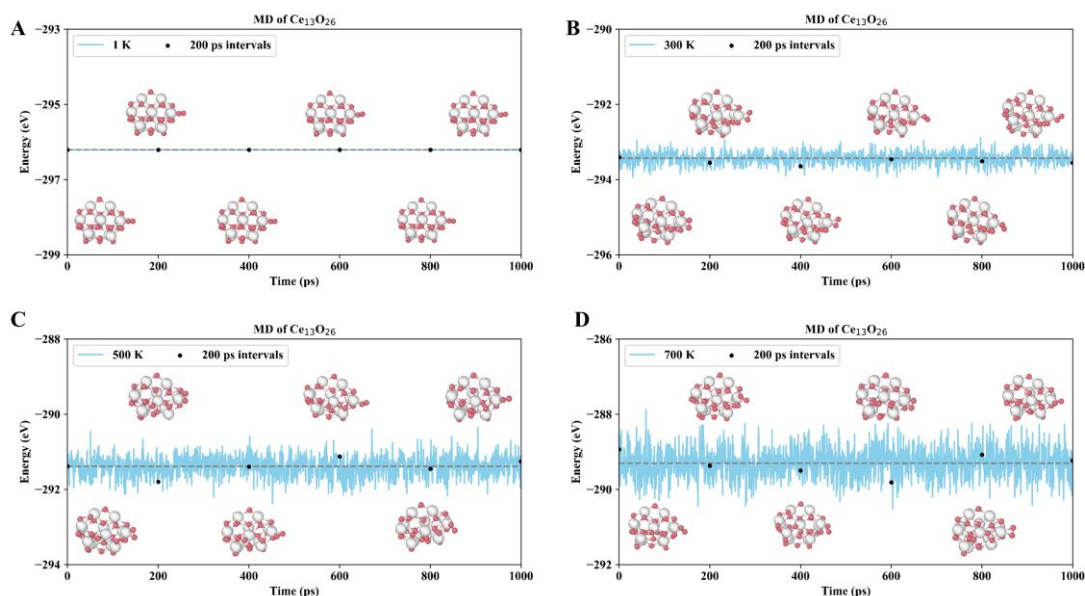 A
MD of Ce₁₃O₂₆
1 K
200 ps intervals
Energy (eV)
−293
−295
−297
−299
0
200
400
600
800
1000
Time (ps)
B
MD of Ce₁₃O₂₆
300 K
200 ps intervals
Energy (eV)
−290
−292
−294
−296
0
200
400
600
800
1000
Time (ps)
C
MD of Ce₁₃O₂₆
500 K
200 ps intervals
Energy (eV)
−288
−290
−292
−294
0
200
400
600
800
1000
Time (ps)
D
MD of Ce₁₃O₂₆
700 K
200 ps intervals
Energy (eV)
−286
−288
−290
−292
0
200
400
600
800
1000
Time (ps)